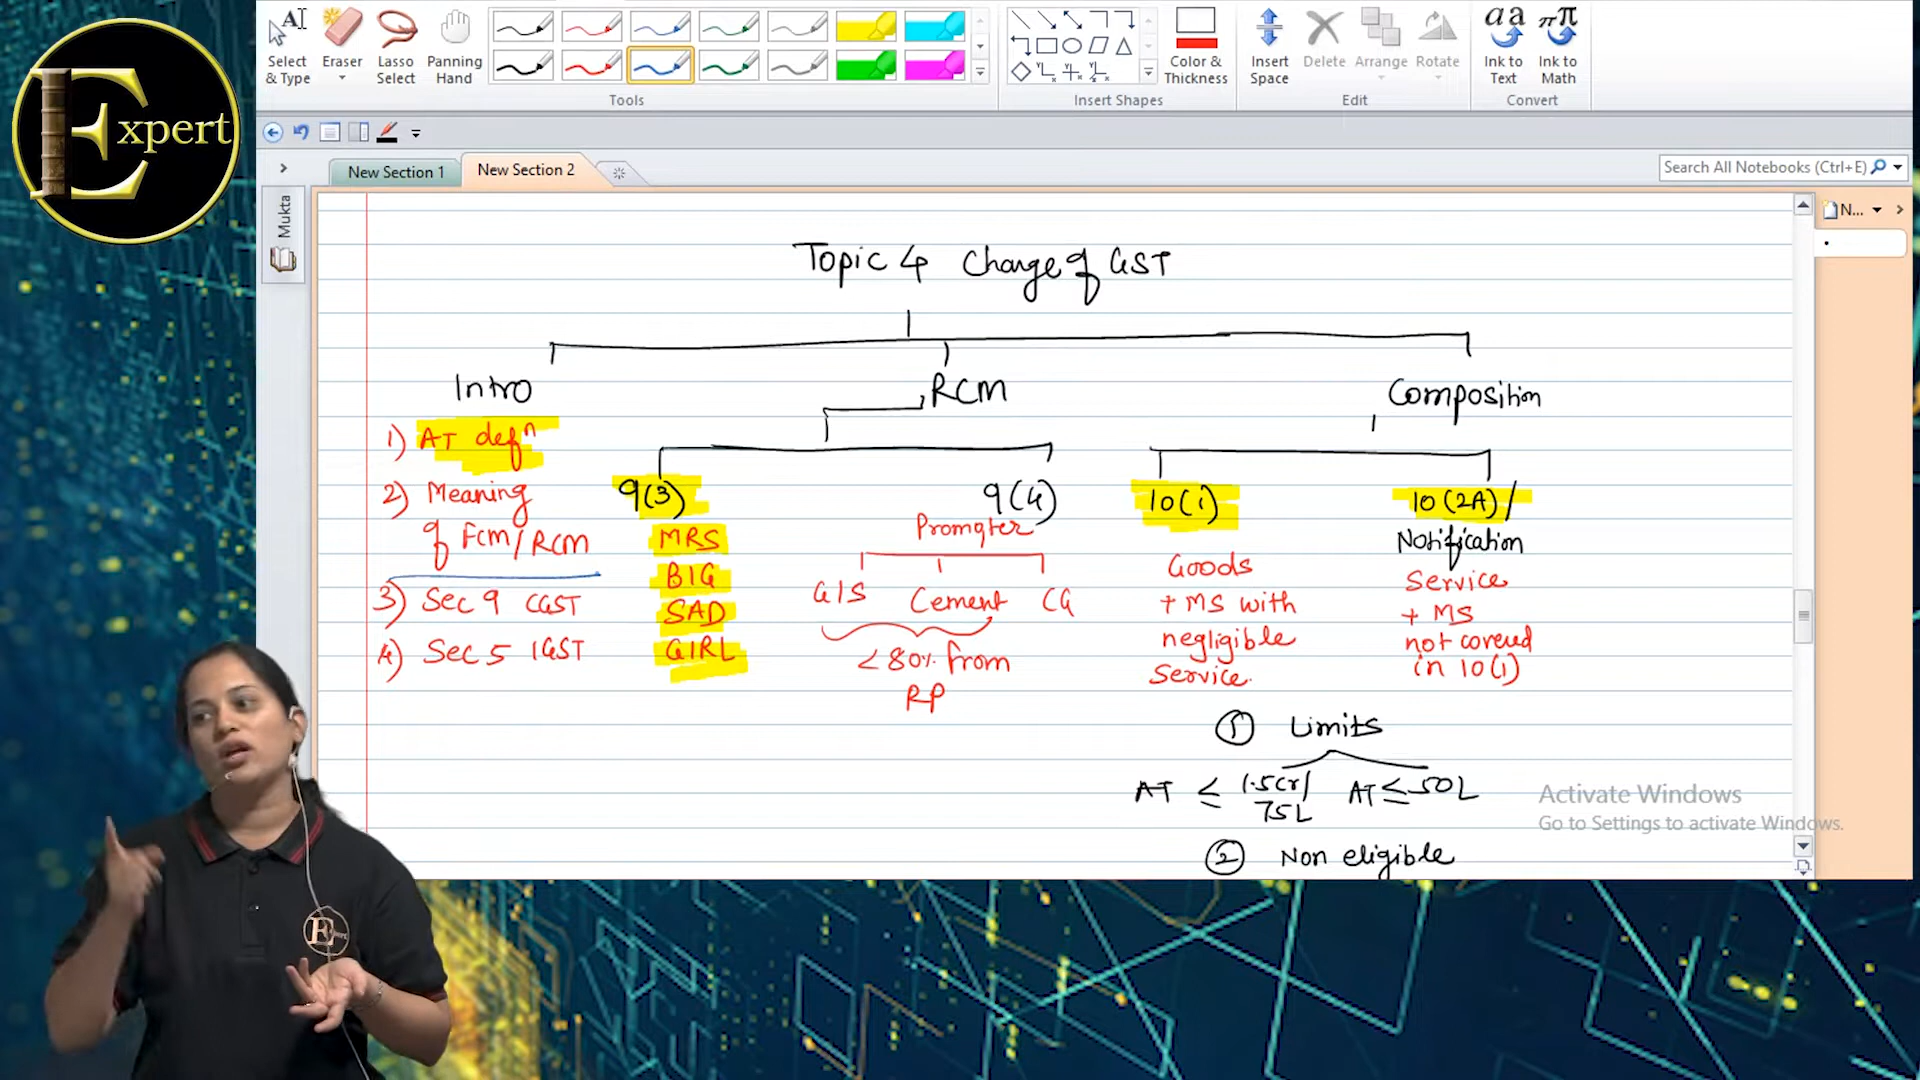 Expert
Select & Type
Eraser
Lasso Select
Panning Hand
Tools
Insert Shapes
Color & Thickness
Insert Space
Delete
Arrange
Rotate
Edit
Ink to Text
Ink to Math
Convert
New Section 1
New Section 2
Search All Notebooks (Ctrl+E)
N...
Mukta
Topic 4 Charge of GST
Intro
1) AT defn
2) Meaning
of FCM/RCM
3) Sec 9 CGST
4) Sec 5 IGST
RCM
9(3)
MRS
BIG
SAD
GIRL
9(4)
Promoter
G/S
Cement
CG
<80% from
RP
Composition
10(1)
Goods
+ MS with
negligible
Service.
10(2A)/
Notification
Service
+ MS
not covered
in 10(1)
① Limits
AT ≤ 1.5Cr/
75L
AT ≤ 50L
② Non eligible
Activate Windows
Go to Settings to activate Windows.
Expert